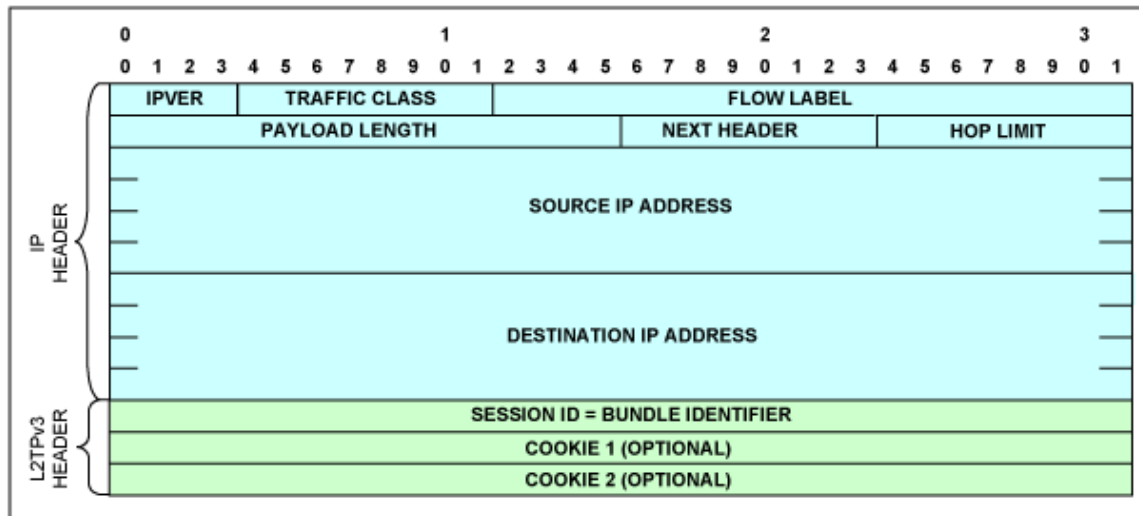 0 1 2 3
0 1 2 3 4 5 6 7 8 9 0 1 2 3 4 5 6 7 8 9 0 1 2 3 4 5 6 7 8 9 0 1
IPVER TRAFFIC CLASS FLOW LABEL
PAYLOAD LENGTH NEXT HEADER HOP LIMIT
IP
HEADER
SOURCE IP ADDRESS
DESTINATION IP ADDRESS
L2TPv3
HEADER
SESSION ID = BUNDLE IDENTIFIER
COOKIE 1 (OPTIONAL)
COOKIE 2 (OPTIONAL)